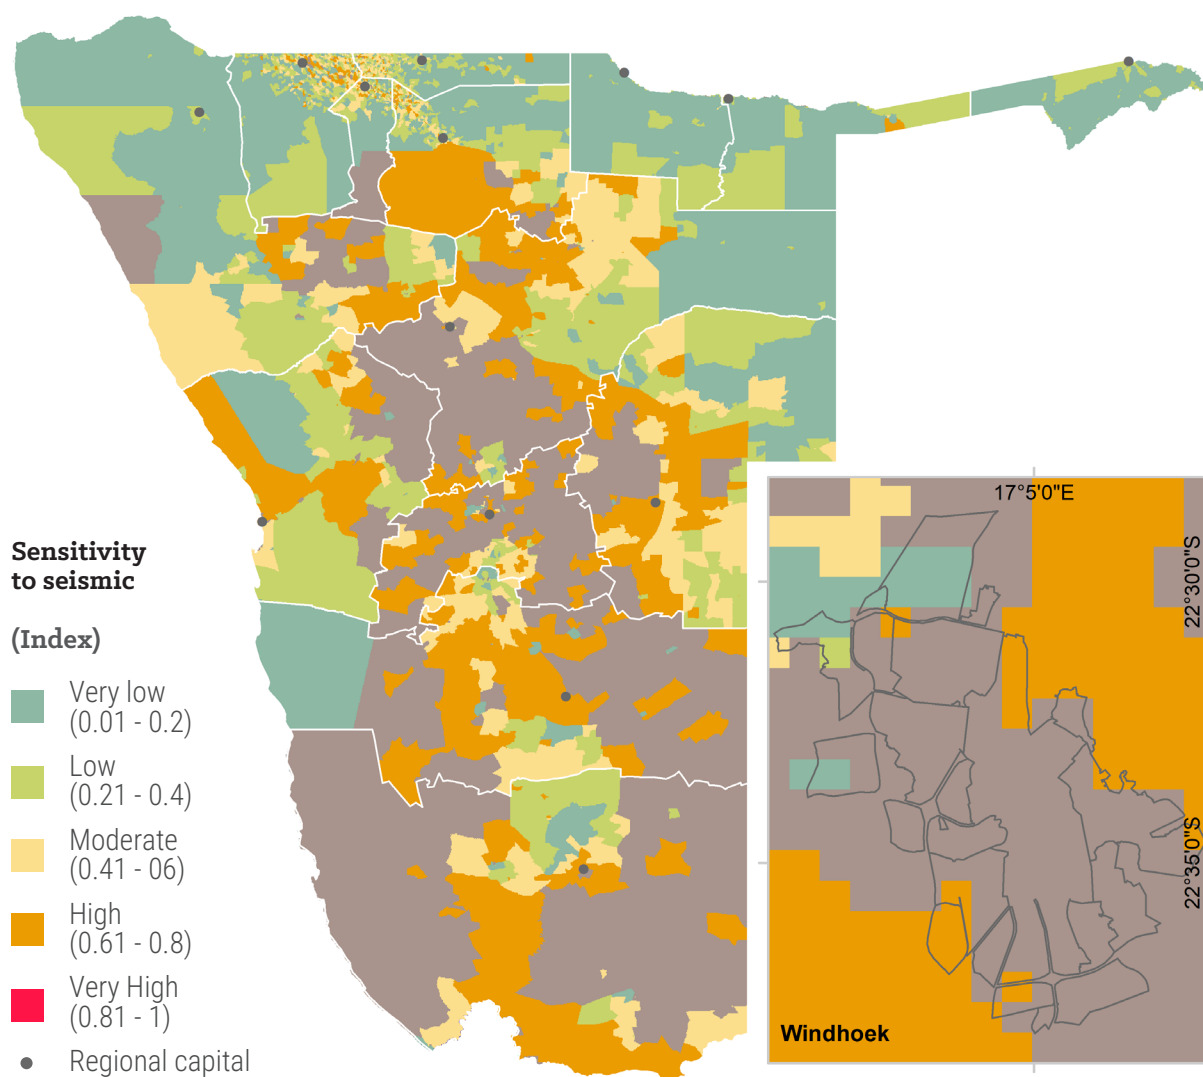 Sensitivity
to seismic
(Index)
Very low
(0.01 - 0.2)
Low
(0.21 - 0.4)
Moderate
(0.41 - 06)
High
(0.61 - 0.8)
Very High
(0.81 - 1)
Regional capital
17°5'0"E
22°30'0"S
22°35'0"S
Windhoek